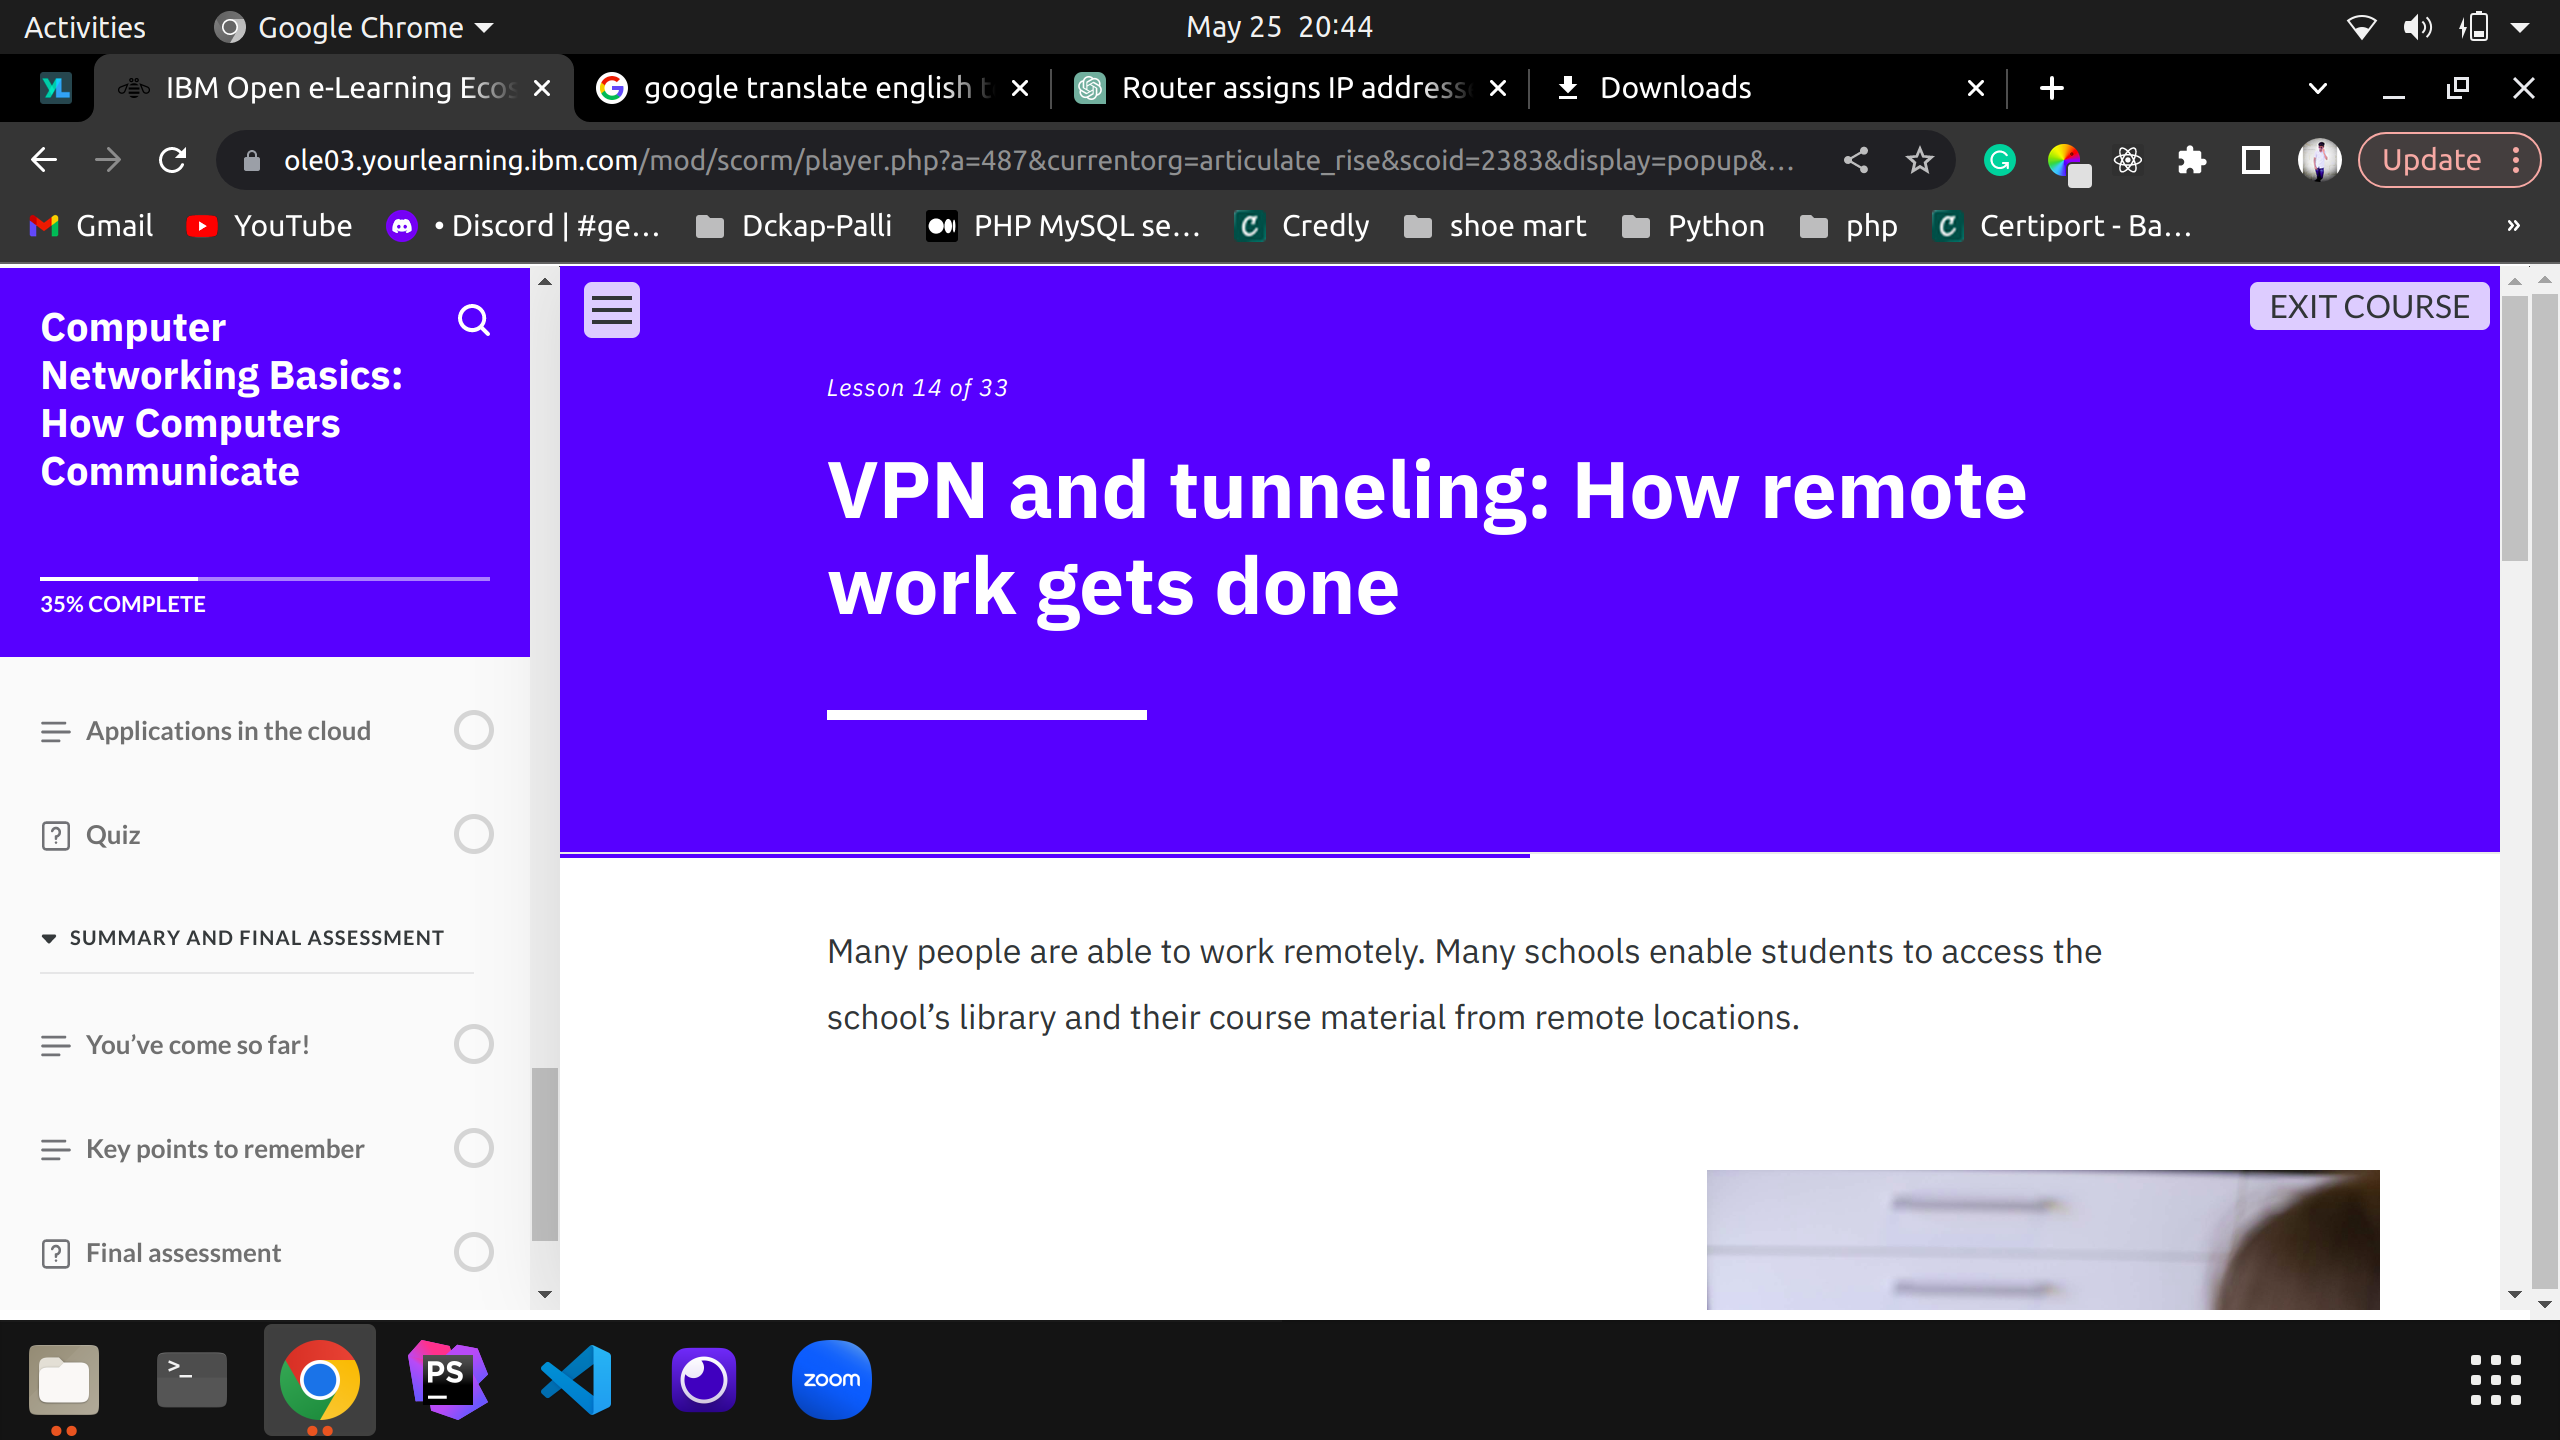 Activities
Google Chrome
May 25 20:44
IBM Open e-Learning Ecos
google translate english t
Router assigns IP addresse
Downloads
ole03.yourlearning.ibm.com/mod/scorm/player.php?a=487&currentorg=articulate_rise&scoid=2383&display=popup&...
Update
Gmail
YouTube
• Discord | #ge...
Dckap-Palli
PHP MySQL se...
Credly
shoe mart
Python
php
Certiport - Ba...
»
Computer
Networking Basics:
How Computers
Communicate
35% COMPLETE
Applications in the cloud
Quiz
SUMMARY AND FINAL ASSESSMENT
You’ve come so far!
Key points to remember
Final assessment
EXIT COURSE
Lesson 14 of 33
VPN and tunneling: How remote
work gets done
Many people are able to work remotely. Many schools enable students to access the
school’s library and their course material from remote locations.
PS
zoom